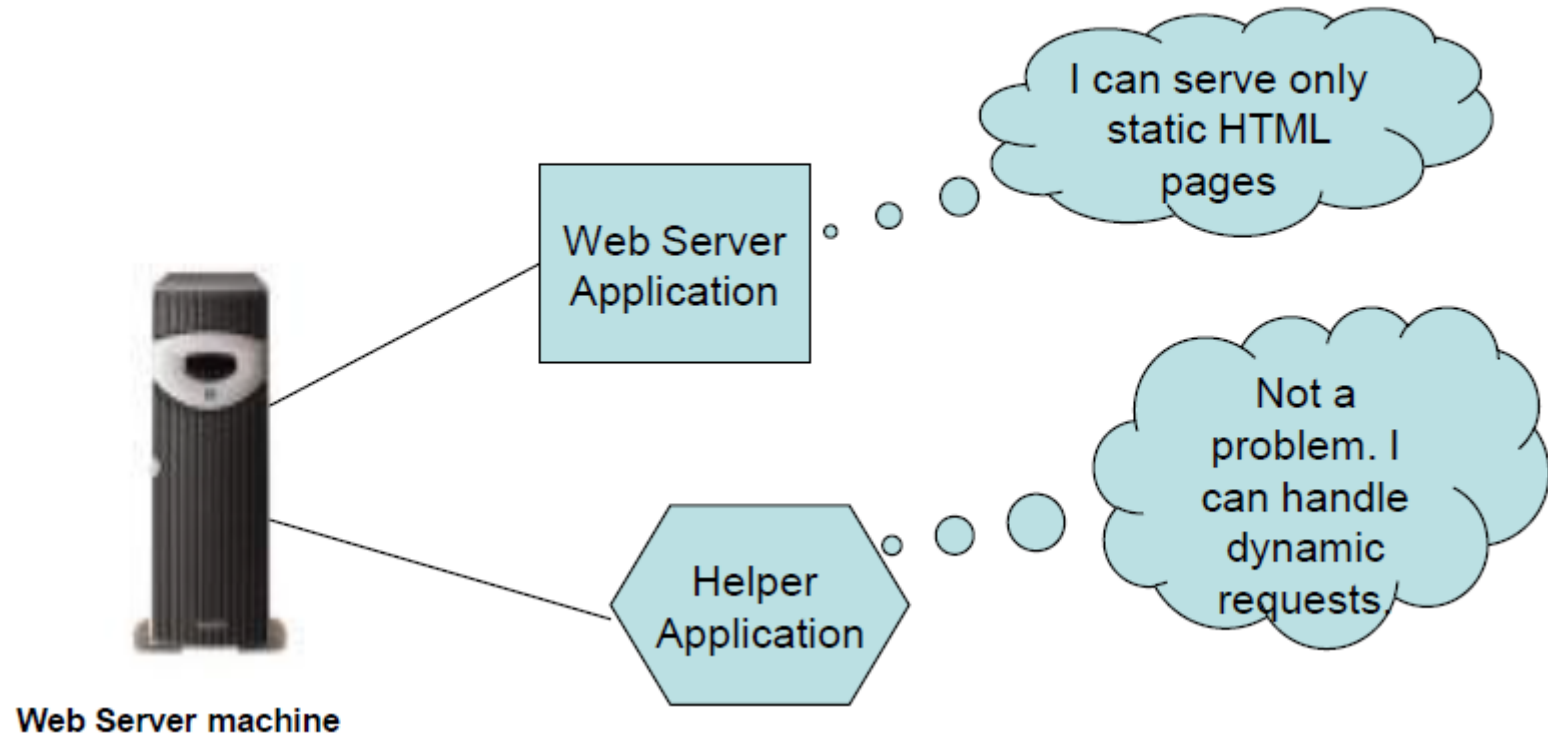 I can serve only
static HTML
pages
Web Server
Application
Not a
problem. I
can handle
dynamic
requests.
Helper
Application
Web Server machine